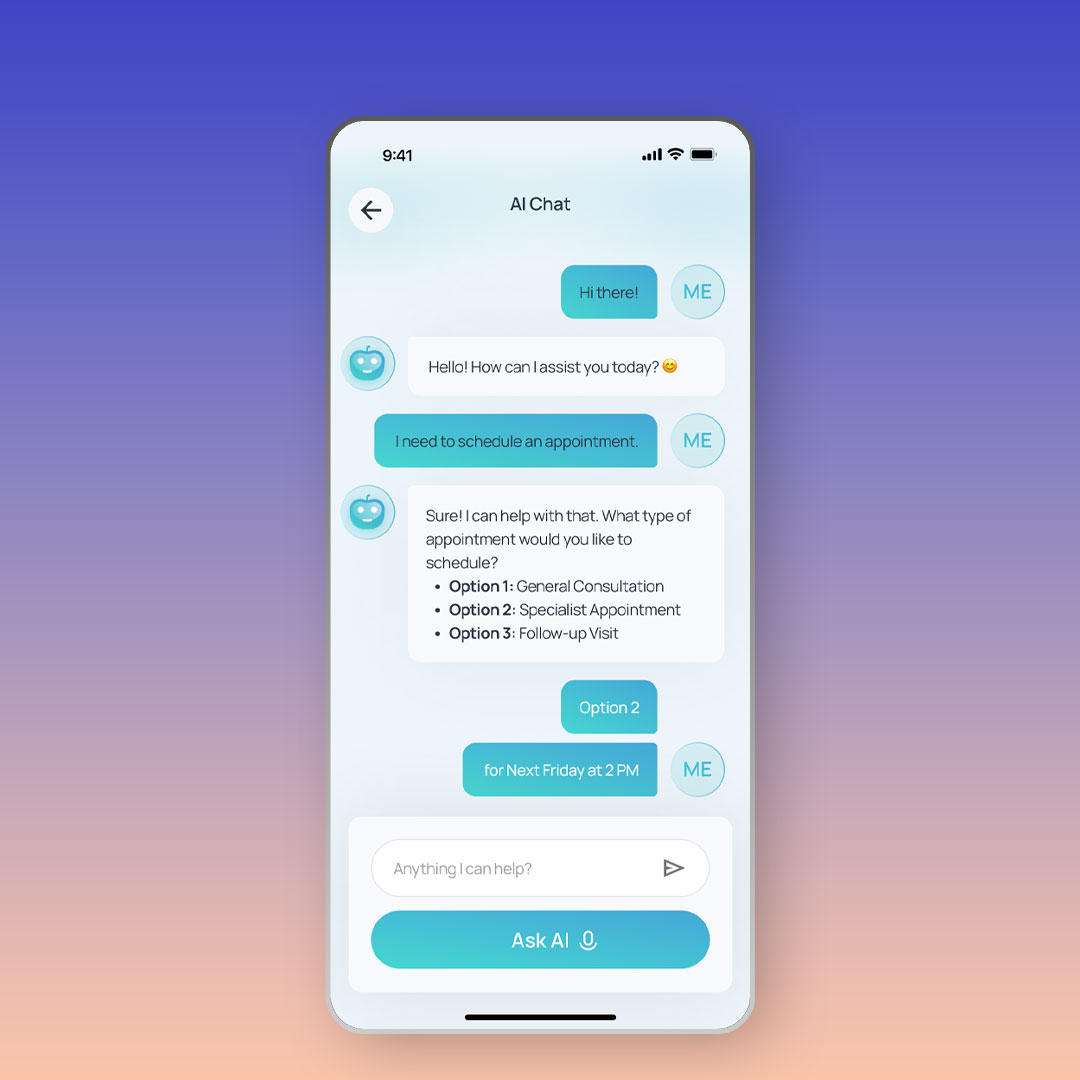 9:41
AI Chat
Hi there!
ME
Hello! How can I assist you today? 😊
I need to schedule an appointment.
ME
Sure! I can help with that. What type of
appointment would you like to
schedule?
• Option 1: General Consultation
• Option 2: Specialist Appointment
• Option 3: Follow-up Visit
Option 2
for Next Friday at 2 PM
ME
Anything I can help?
Ask AI